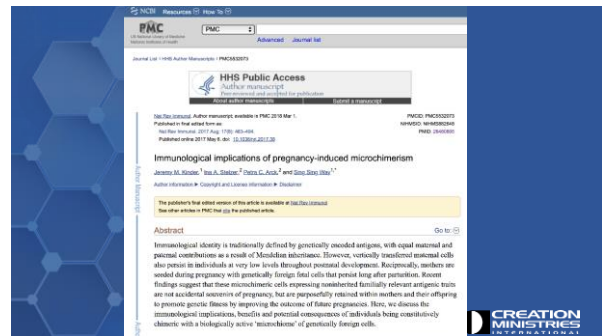 NCBI Resources How To
PMC
PMC
US National Library of Medicine
National Institutes of Health
Advanced Journal list
Journal List > HHS Author Manuscripts > PMC5532073
HHS Public Access
Author manuscript
Peer-reviewed and accepted for publication
About author manuscripts Submit a manuscript
Nat Rev Immunol. Author manuscript; available in PMC 2018 Mar 1.
PMCID: PMC5532073
Published in final edited form as:
Nat Rev Immunol. 2017 Aug; 17(8): 483–494.
Published online 2017 May 8. doi:
Immunological implications of pregnancy-induced microchimerism
Jeremy M. Kinder,1 Ina A. Stelzer,2 Petra C. Arck,2 and Sing Sing Way1,*
Author information ▶ Copyright and License information ▶ Disclaimer
The publisher's final edited version of this article is available at Nat Rev Immunol
See other articles in PMC that cite the published article.
Abstract
Go to:
Immunological identity is traditionally defined by genetically encoded antigens, with equal maternal and
paternal contributions as a result of Mendelian inheritance. However, vertically transferred maternal cells
also persist in individuals at very low levels throughout postnatal development. Reciprocally, mothers are
seeded during pregnancy with genetically foreign fetal cells that persist long after parturition. Recent
findings suggest that these microchimeric cells expressing noninherited familially relevant antigenic traits
are not accidental souvenirs of pregnancy, but are purposefully retained within mothers and their offspring
to promote genetic fitness by improving the outcome of future pregnancies. Here, we discuss the
immunological implications, benefits and potential consequences of individuals being constitutively
chimeric with a biologically active 'microchiome' of genetically foreign cells.
Author Manuscript
CREATION
MINISTRIES
INTERNATIONAL